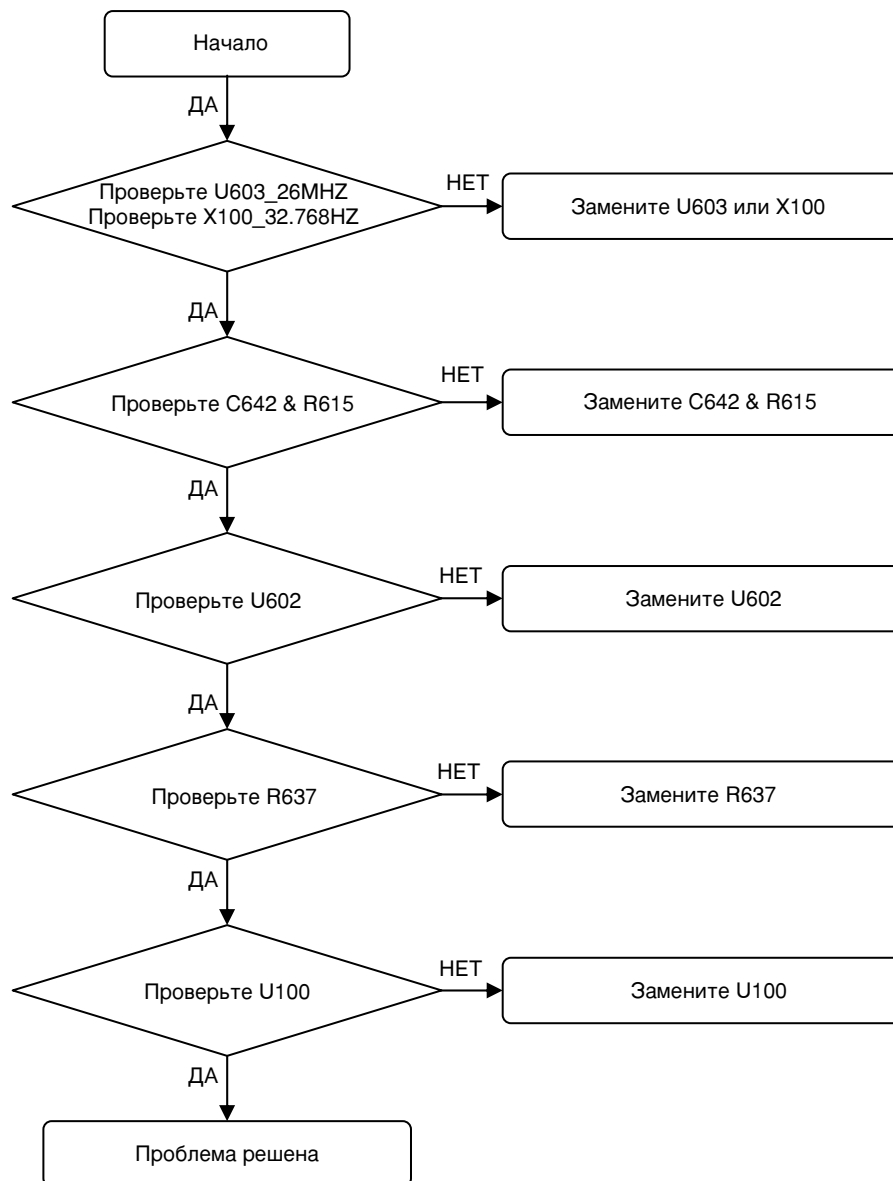 Начало
ДА
Проверьте U603_26MHZ
Проверьте X100_32.768HZ
НЕТ
Замените U603 или X100
ДА
Проверьте C642 & R615
НЕТ
Замените C642 & R615
ДА
Проверьте U602
НЕТ
Замените U602
ДА
Проверьте R637
НЕТ
Замените R637
ДА
Проверьте U100
НЕТ
Замените U100
ДА
Проблема решена